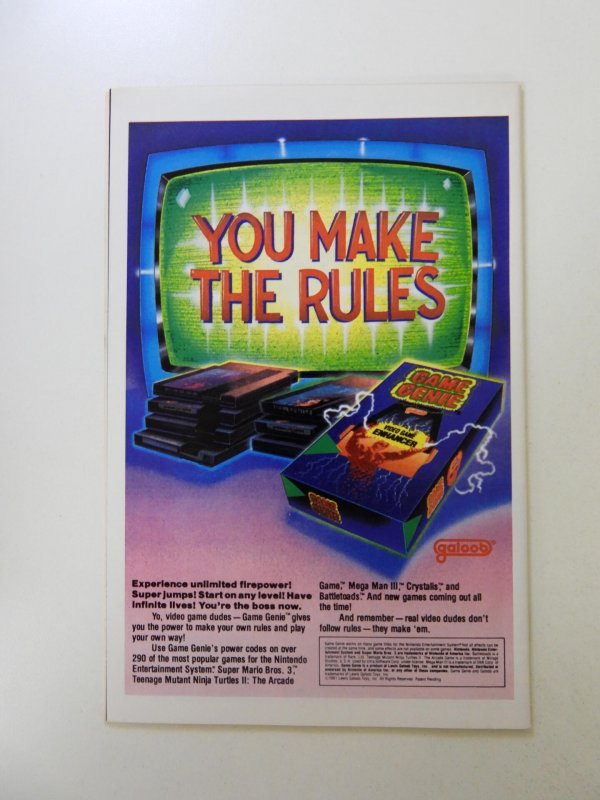 YOU MAKE
THE RULES
GAME
GENIE
VIDEO GAME
ENHANCER
GAME
GENIE
galoob®
Experience unlimited firepower!
Super jumps! Start on any level! Have
infinite lives! You're the boss now.
Yo, video game dudes — Game Genie™ gives
you the power to make your own rules and play
your own way!
Use Game Genie's power codes on over
290 of the most popular games for the Nintendo
Entertainment System.® Super Mario Bros. 3,™
Teenage Mutant Ninja Turtles II: The Arcade
Game,™ Mega Man III,™ Crystalis,™ and
Battletoads.™ And new games coming out all
the time!
And remember — real video dudes don't
follow rules — they make 'em.